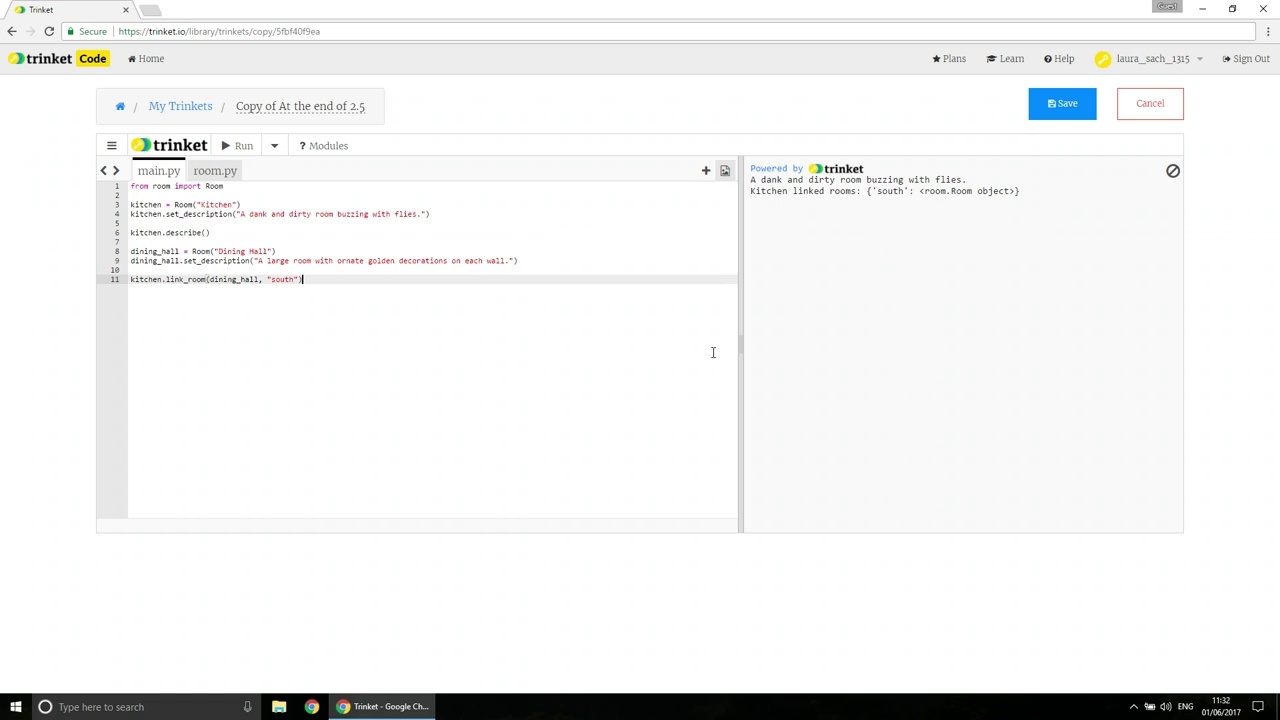 Trinket
Guest
Secure
https://trinket.io/library/trinkets/copy/5fbf40f9ea
trinket Code Home
Plans Learn Help laura_sach_1315 Sign Out
/ My Trinkets / Copy of At the end of 2.5
Save Cancel
trinket Run ? Modules
main.py room.py
1 from room import Room
2
3 kitchen = Room("Kitchen")
4 kitchen.set_description("A dank and dirty room buzzing with flies.")
5
6 kitchen.describe()
7
8 dining_hall = Room("Dining Hall")
9 dining_hall.set_description("A large room with ornate golden decorations on each wall.")
10
11 kitchen.link_room(dining_hall, "south")
Powered by trinket
A dank and dirty room buzzing with flies.
Kitchen linked rooms: {'south': <room.Room object>}
Type here to search
Trinket - Google Ch...
ENG
11:32
01/06/2017